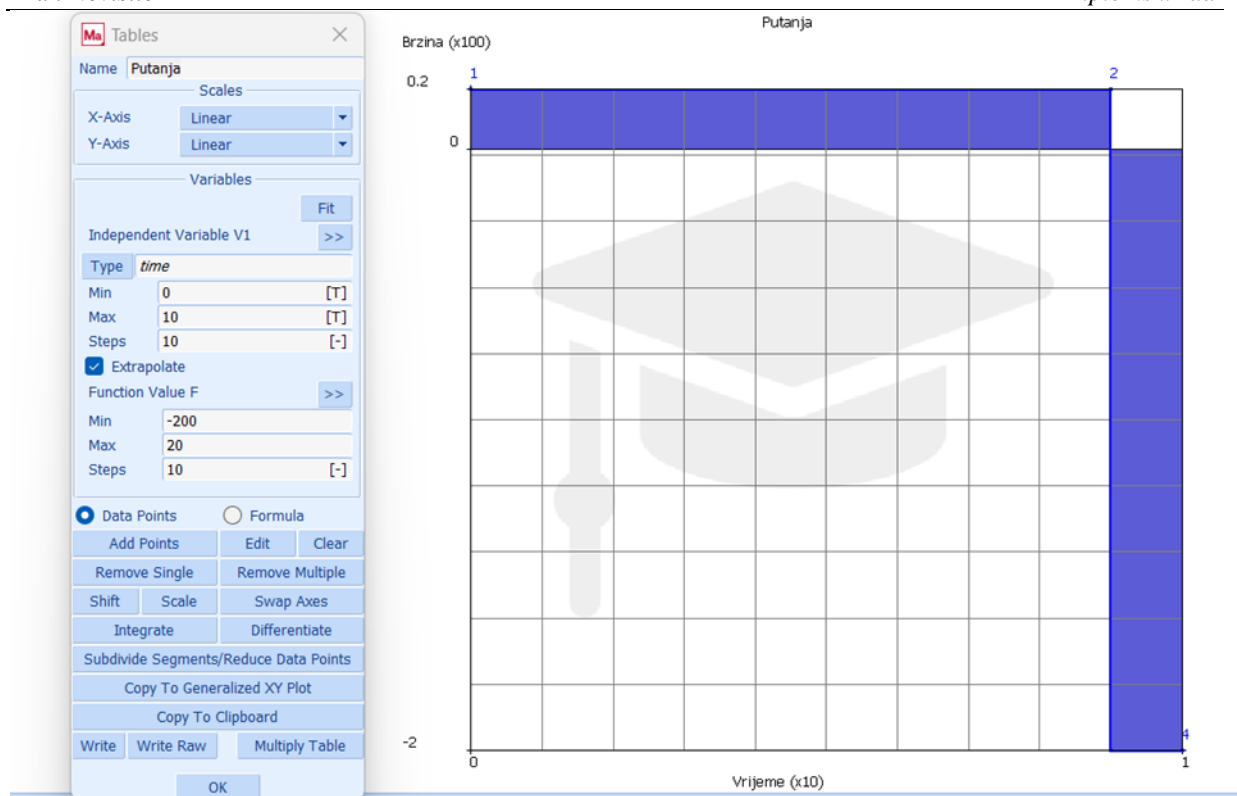 Ma Tables
Name Putanja
Scales
X-Axis Linear
Y-Axis Linear
Variables
Fit
Independent Variable V1 >>
Type time
Min 0 [T]
Max 10 [T]
Steps 10 [-]
Extrapolate
Function Value F >>
Min -200
Max 20
Steps 10 [-]
Data Points Formula
Add Points Edit Clear
Remove Single Remove Multiple
Shift Scale Swap Axes
Integrate Differentiate
Subdivide Segments/Reduce Data Points
Copy To Generalized XY Plot
Copy To Clipboard
Write Write Raw Multiply Table
OK
Putanja
Brzina (x100)
1 2
0.2
0
-2
4
0 1
Vrijeme (x10)